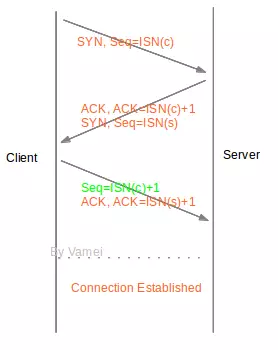 SYN, Seq=ISN(c)
ACK, ACK=ISN(c)+1
SYN, Seq=ISN(s)
Client
Server
Seq=ISN(c)+1
ACK, ACK=ISN(s)+1
By Vamei
Connection Established